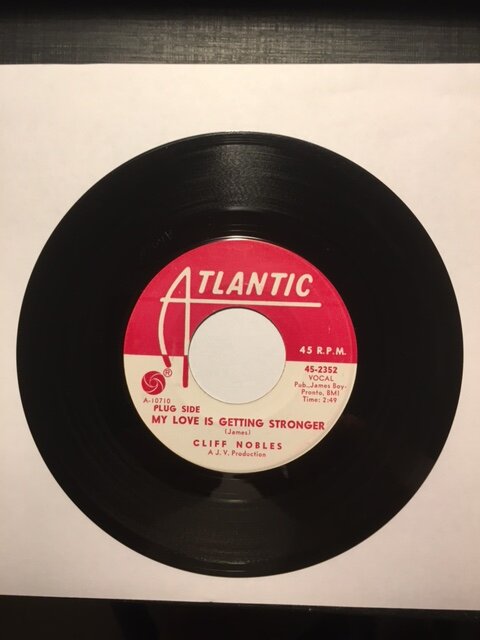 ATLANTIC
45 R.P.M.
®
45-2352
VOCAL
Pub., James Boy-
Pronto, BMI
Time: 2:49
A-10710
PLUG SIDE
MY LOVE IS GETTING STRONGER
(James)
CLIFF NOBLES
A J. V. Production